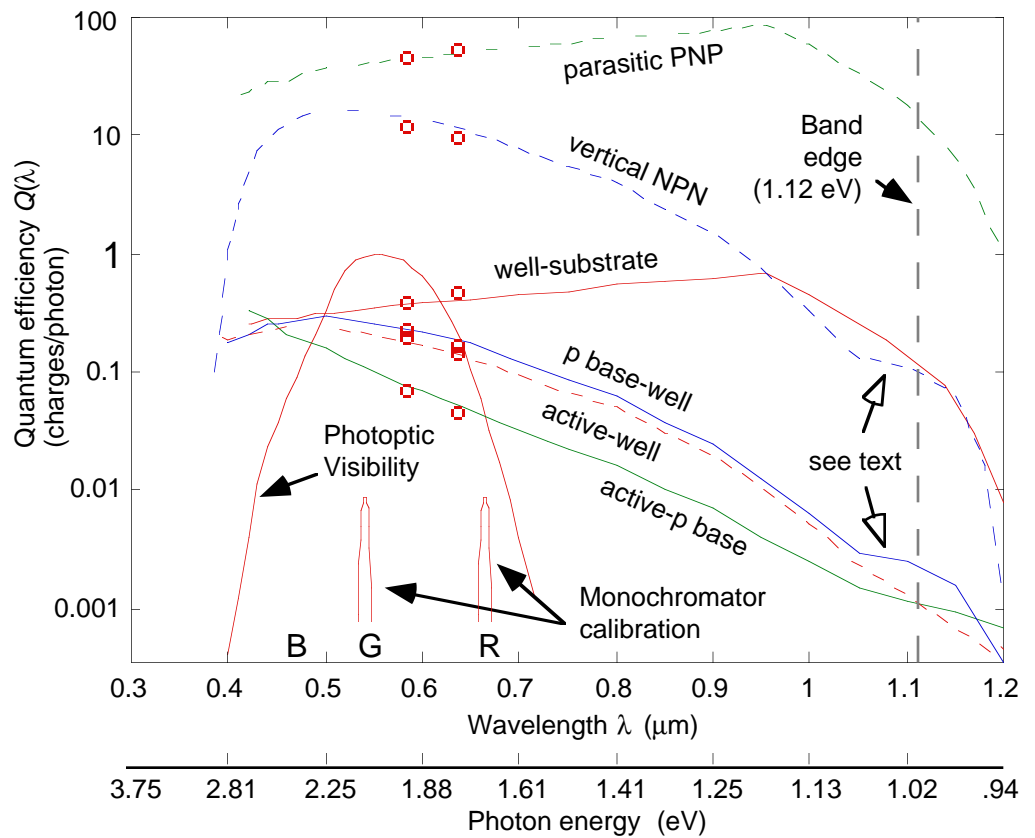 100
10
1
0.1
0.01
0.001
Quantum efficiency Q(λ)
(charges/photon)
parasitic PNP
vertical NPN
Band
edge
(1.12 eV)
well-substrate
p base-well
active-well
active-p base
see text
Photoptic
Visibility
Monochromator
calibration
B G R
0.3 0.4 0.5 0.6 0.7 0.8 0.9 1 1.1 1.2
Wavelength λ (μm)
3.75 2.81 2.25 1.88 1.61 1.41 1.25 1.13 1.02 .94
Photon energy (eV)